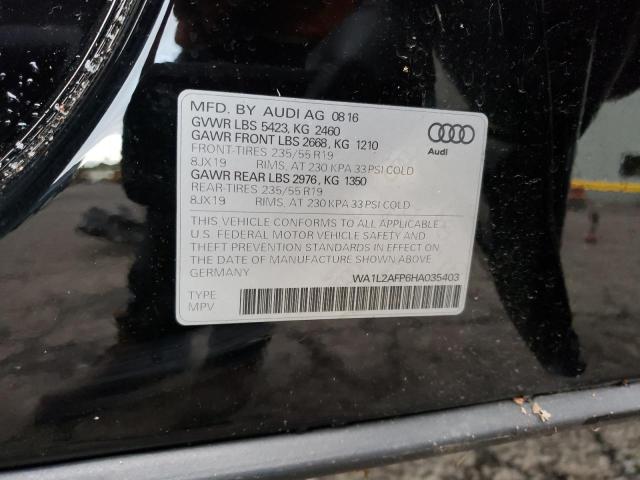 MFD. BY AUDI AG 08 16
GVWR LBS 5423, KG 2460
GAWR FRONT LBS 2668, KG 1210
FRONT-TIRES 235/55 R19
8JX19 RIMS, AT 230 KPA 33 PSI COLD
GAWR REAR LBS 2976, KG 1350
REAR-TIRES 235/55 R19
8JX19 RIMS, AT 230 KPA 33 PSI COLD
Audi
THIS VEHICLE CONFORMS TO ALL APPLICABLE
U.S. FEDERAL MOTOR VEHICLE SAFETY AND
THEFT PREVENTION STANDARDS IN EFFECT ON
THE DATE OF MANUFACTURE SHOWN ABOVE
GERMANY
WA1L2AFP6HA035403
TYPE
MPV